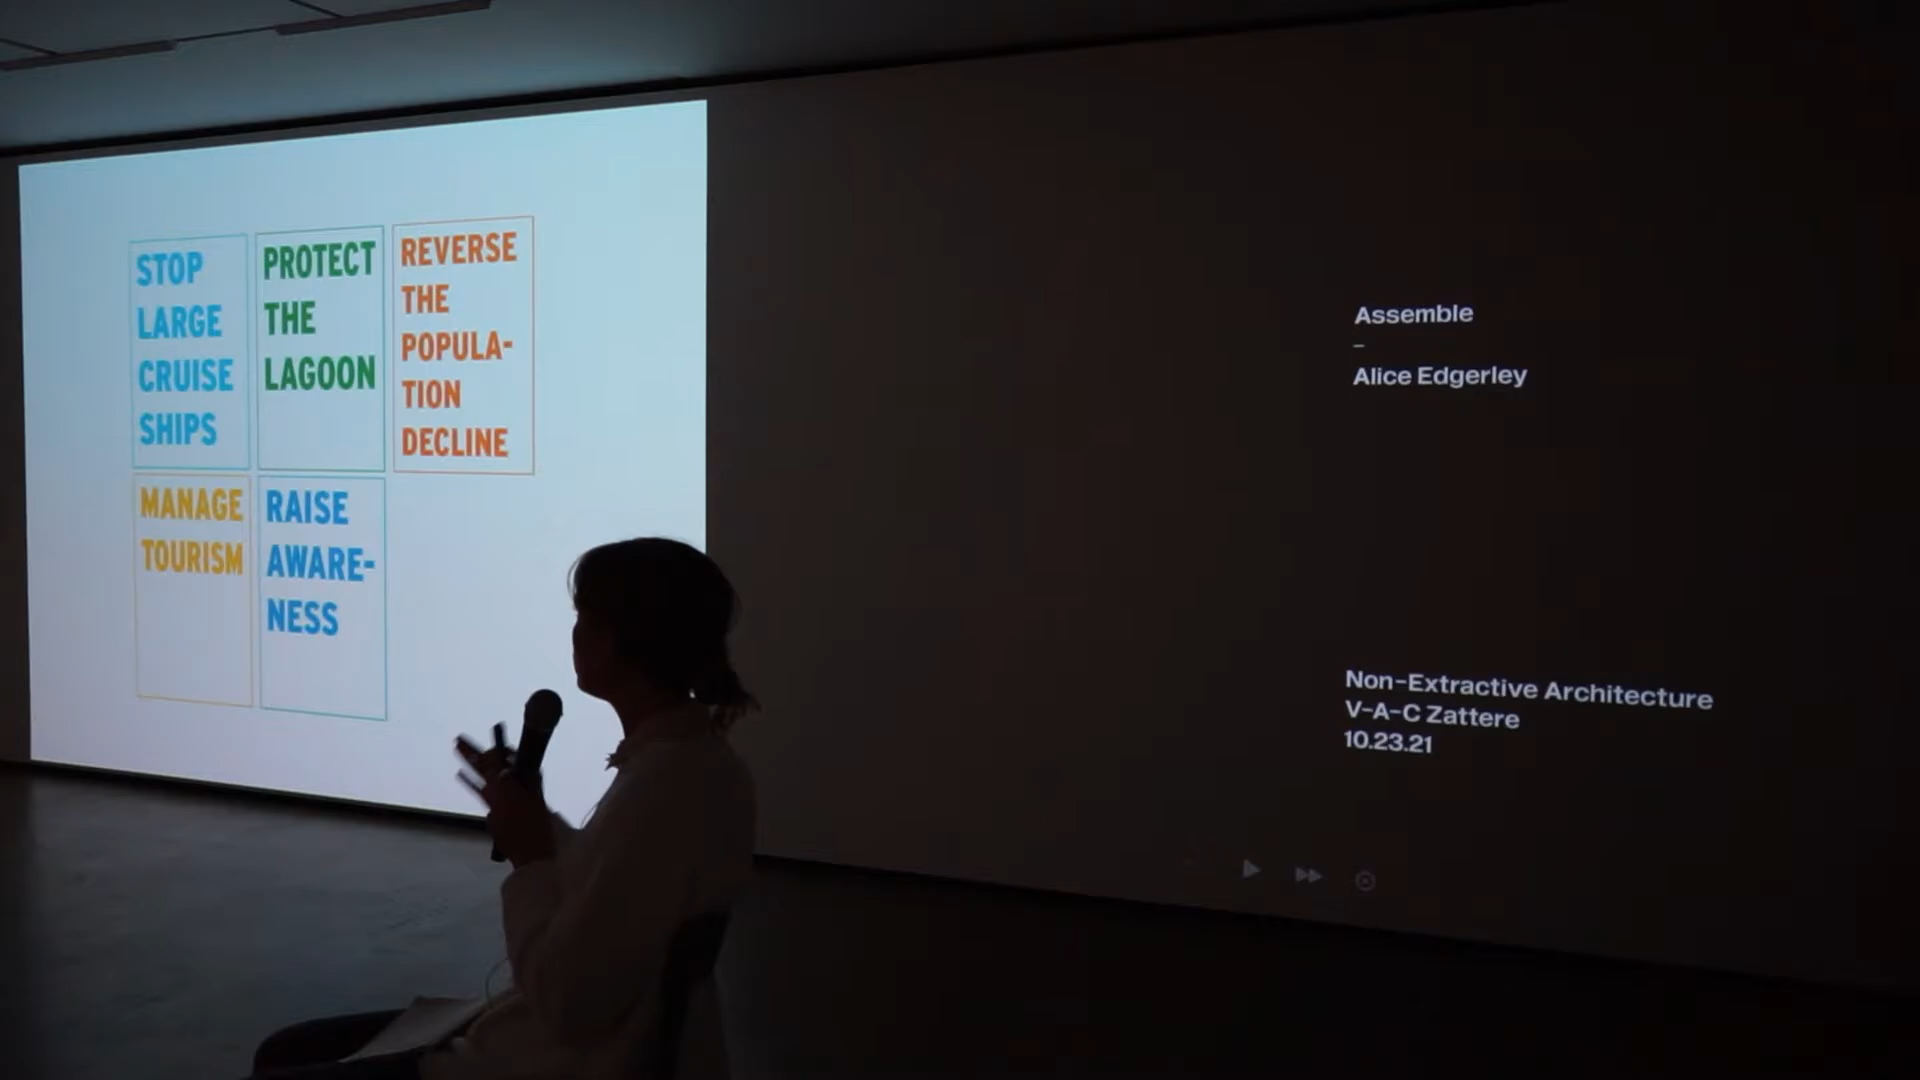 STOP
LARGE
CRUISE
SHIPS
PROTECT
THE
LAGOON
REVERSE
THE
POPULA-
TION
DECLINE
MANAGE
TOURISM
RAISE
AWARE-
NESS
Assemble
–
Alice Edgerley
Non-Extractive Architecture
V-A-C Zattere
10.23.21